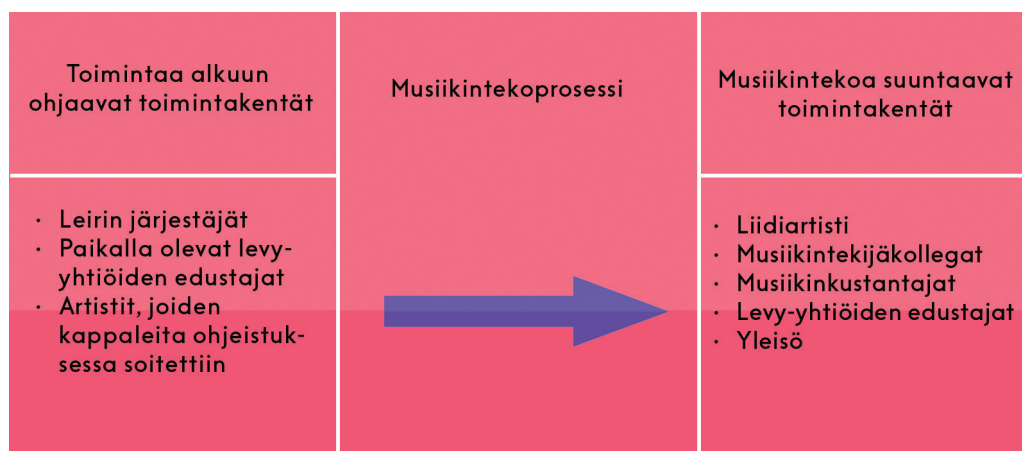 Toimintaa alkuun
ohjaavat toimintakentät
Musiikintekoprosessi
Musiikintekoa suuntaavat
toimintakentät
· Leirin järjestäjät
· Paikalla olevat levy-
yhtiöiden edustajat
· Artistit, joiden
kappaleita ohjeistuk-
sessa soitettiin
· Liidiartisti
· Musiikintekijäkollegat
· Musiikinkustantajat
· Levy-yhtiöiden edustajat
· Yleisö